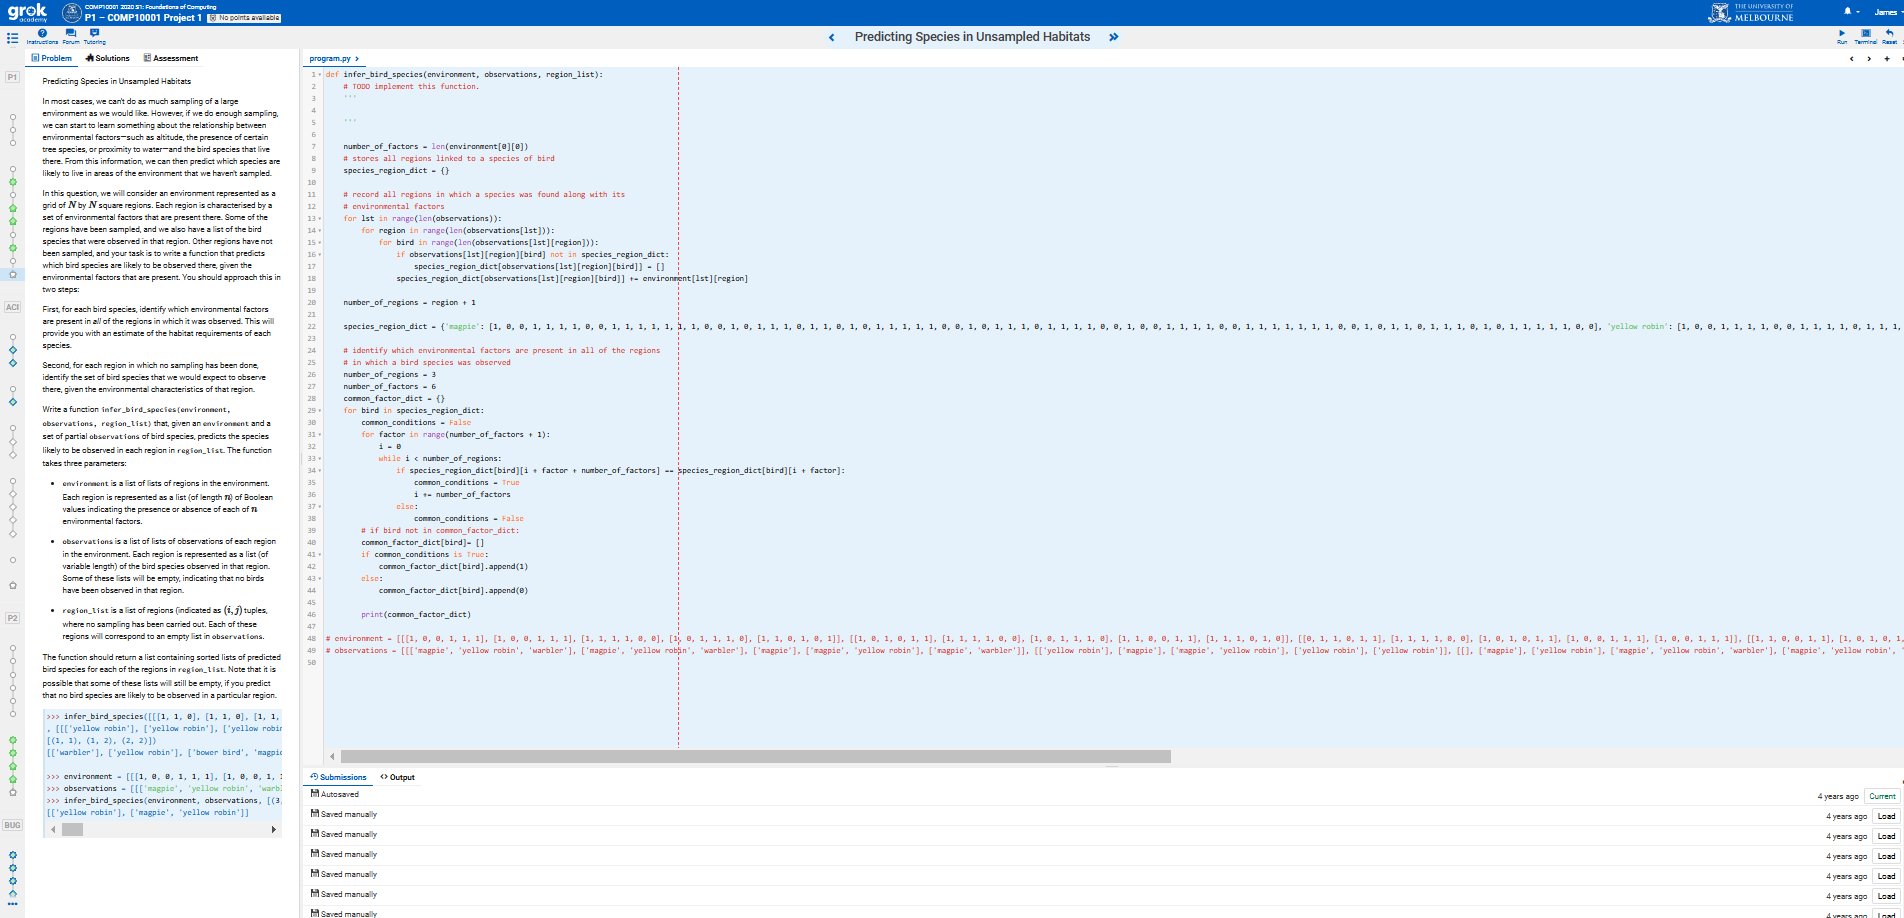 grok
academy
COMP10001 2020 S1: Foundations of Computing
P1 – COMP10001 Project 1
No points available
THE UNIVERSITY OF
MELBOURNE
James
Instructions Forum Tutoring
Predicting Species in Unsampled Habitats
Run Terminal Reset
Problem Solutions Assessment
P1
ACI
P2
BUG
Predicting Species in Unsampled Habitats
In most cases, we can't do as much sampling of a large
environment as we would like. However, if we do enough sampling,
we can start to learn something about the relationship between
environmental factors—such as altitude, the presence of certain
tree species, or proximity to water—and the bird species that live
there. From this information, we can then predict which species are
likely to live in areas of the environment that we haven't sampled.
In this question, we will consider an environment represented as a
grid of N by N square regions. Each region is characterised by a
set of environmental factors that are present there. Some of the
regions have been sampled, and we also have a list of the bird
species that were observed in that region. Other regions have not
been sampled, and your task is to write a function that predicts
which bird species are likely to be observed there, given the
environmental factors that are present. You should approach this in
two steps:
First, for each bird species, identify which environmental factors
are present in all of the regions in which it was observed. This will
provide you with an estimate of the habitat requirements of each
species.
Second, for each region in which no sampling has been done,
identify the set of bird species that we would expect to observe
there, given the environmental characteristics of that region.
Write a function infer_bird_species(environment,
observations, region_list) that, given an environment and a
set of partial observations of bird species, predicts the species
likely to be observed in each region in region_list. The function
takes three parameters:
• environment is a list of lists of regions in the environment.
Each region is represented as a list (of length n) of Boolean
values indicating the presence or absence of each of n
environmental factors.
• observations is a list of lists of observations of each region
in the environment. Each region is represented as a list (of
variable length) of the bird species observed in that region.
Some of these lists will be empty, indicating that no birds
have been observed in that region.
• region_list is a list of regions (indicated as (i, j) tuples,
where no sampling has been carried out. Each of these
regions will correspond to an empty list in observations.
The function should return a list containing sorted lists of predicted
bird species for each of the regions in region_list. Note that it is
possible that some of these lists will still be empty, if you predict
that no bird species are likely to be observed in a particular region.
>>> infer_bird_species([[[1, 1, 0], [1, 1, 0], [1, 1,
, [[['yellow robin'], ['yellow robin'], ['yellow robin
[(1, 1), (1, 2), (2, 2)])
[['warbler'], ['yellow robin'], ['bower bird', 'magpie
>>> environment = [[[1, 0, 0, 1, 1, 1], [1, 0, 0, 1, 1
>>> observations = [[['magpie', 'yellow robin', 'warbl
>>> infer_bird_species(environment, observations, [(3,
[['yellow robin'], ['magpie', 'yellow robin']]
program.py
1 def infer_bird_species(environment, observations, region_list):
2 # TODO implement this function.
3 '''
4
5 '''
6
7 number_of_factors = len(environment[0][0])
8 # stores all regions linked to a species of bird
9 species_region_dict = {}
10
11 # record all regions in which a species was found along with its
12 # environmental factors
13 for lst in range(len(observations)):
14 for region in range(len(observations[lst])):
15 for bird in range(len(observations[lst][region])):
16 if observations[lst][region][bird] not in species_region_dict:
17 species_region_dict[observations[lst][region][bird]] = []
18 species_region_dict[observations[lst][region][bird]] += environment[lst][region]
19
20 number_of_regions = region + 1
21
22 species_region_dict = {'magpie': [1, 0, 0, 1, 1, 1, 1, 0, 0, 1, 1, 1, 1, 1, 1, 1, 0, 0, 1, 0, 1, 1, 1, 0, 1, 1, 0, 1, 0, 1, 1, 1, 1, 1, 0, 0, 1, 0, 1, 1, 1, 0, 1, 1, 1, 1, 0, 0, 1, 0, 0, 1, 1, 1, 1, 0, 0, 1, 1, 1, 1, 1, 1, 1, 0, 0, 1, 0, 1, 1, 0, 1, 1, 1, 0, 1, 0, 1, 1, 1, 1, 1, 0, 0], 'yellow robin': [1, 0, 0, 1, 1, 1, 1, 0, 0, 1, 1, 1, 1, 0, 1, 1, 1,
23
24 # identify which environmental factors are present in all of the regions
25 # in which a bird species was observed
26 number_of_regions = 3
27 number_of_factors = 6
28 common_factor_dict = {}
29 for bird in species_region_dict:
30 common_conditions = False
31 for factor in range(number_of_factors + 1):
32 i = 0
33 while i < number_of_regions:
34 if species_region_dict[bird][i + factor + number_of_factors] == species_region_dict[bird][i + factor]:
35 common_conditions = True
36 i += number_of_factors
37 else:
38 common_conditions = False
39 # if bird not in common_factor_dict:
40 common_factor_dict[bird]= []
41 if common_conditions is True:
42 common_factor_dict[bird].append(1)
43 else:
44 common_factor_dict[bird].append(0)
45
46 print(common_factor_dict)
47
48 # environment = [[[1, 0, 0, 1, 1, 1], [1, 0, 0, 1, 1, 1], [1, 1, 1, 1, 0, 0], [1, 0, 1, 1, 1, 0], [1, 1, 0, 1, 0, 1]], [[1, 0, 1, 0, 1, 1], [1, 1, 1, 1, 0, 0], [1, 0, 1, 1, 1, 0], [1, 1, 0, 0, 1, 1], [1, 1, 1, 0, 1, 0]], [[0, 1, 1, 0, 1, 1], [1, 1, 1, 1, 0, 0], [1, 0, 1, 0, 1, 1], [1, 0, 0, 1, 1, 1], [1, 0, 0, 1, 1, 1]], [[1, 1, 0, 0, 1, 1], [1, 0, 1, 0, 1,
49 # observations = [[['magpie', 'yellow robin', 'warbler'], ['magpie', 'yellow robin', 'warbler'], ['magpie'], ['magpie', 'yellow robin'], ['magpie', 'warbler']], [['yellow robin'], ['magpie'], ['magpie', 'yellow robin'], ['yellow robin'], ['yellow robin']], [[], ['magpie'], ['yellow robin'], ['magpie', 'yellow robin', 'warbler'], ['magpie', 'yellow robin', '
50
Submissions Output
Autosaved 4 years ago Current
Saved manually 4 years ago Load
Saved manually 4 years ago Load
Saved manually 4 years ago Load
Saved manually 4 years ago Load
Saved manually 4 years ago Load
Saved manually 4 years ago Load